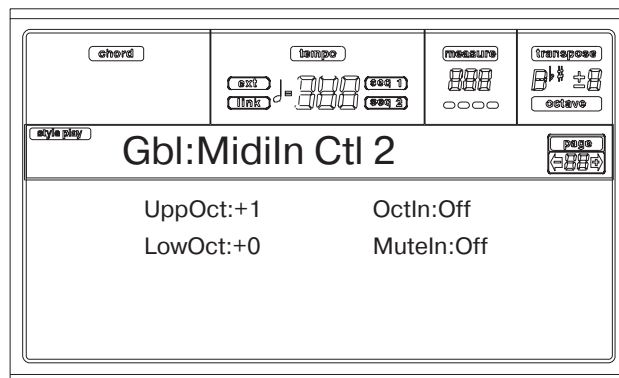 chord
tempo
measure
transpose
ext
seq 1
link
seq 2
octave
style play
Gbl:MidiIn Ctl 2
page
UppOct:+1
OctIn:Off
LowOct:+0
MuteIn:Off